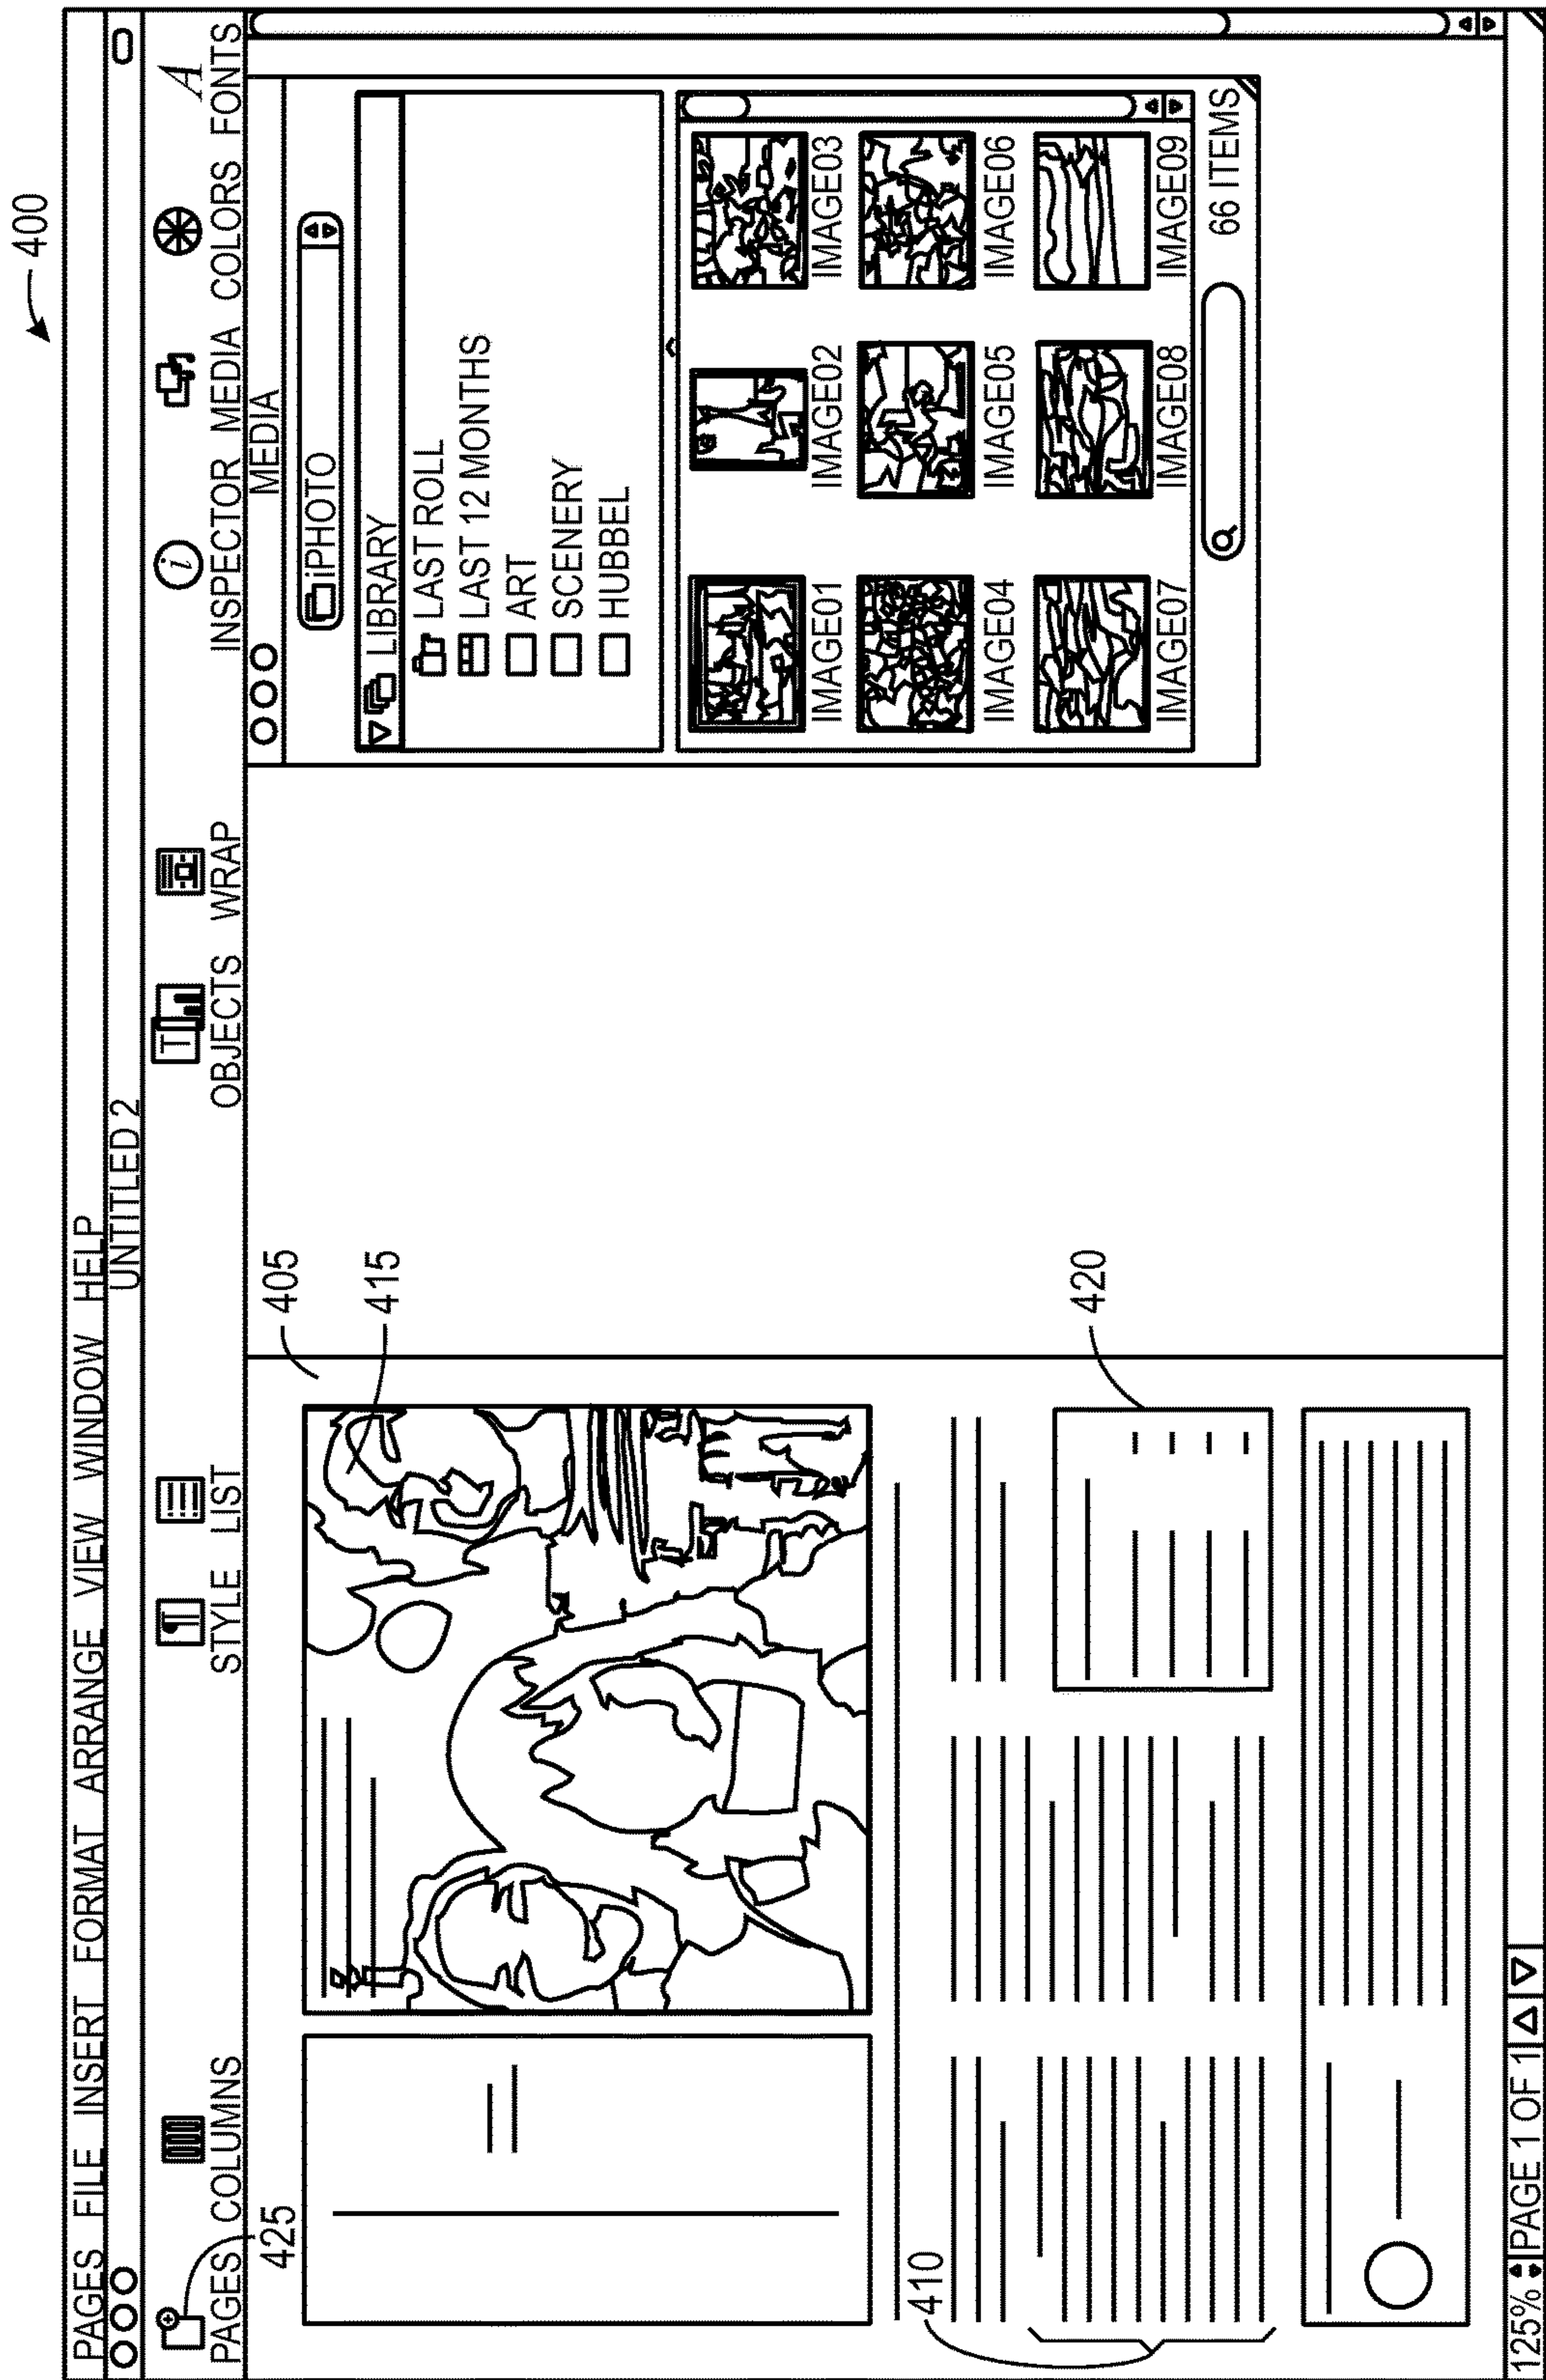 400
PAGES FILE INSERT FORMAT ARRANGE VIEW WINDOW HELP
UNTITLED 2
PAGES COLUMNS STYLE LIST OBJECTS WRAP INSPECTOR MEDIA COLORS FONTS
425
405
415
MEDIA
iPHOTO
LIBRARY
LAST ROLL
LAST 12 MONTHS
ART
SCENERY
HUBBEL
IMAGE01 IMAGE02 IMAGE03
IMAGE04 IMAGE05 IMAGE06
IMAGE07 IMAGE08 IMAGE09
66 ITEMS
410
420
125% PAGE 1 OF 1